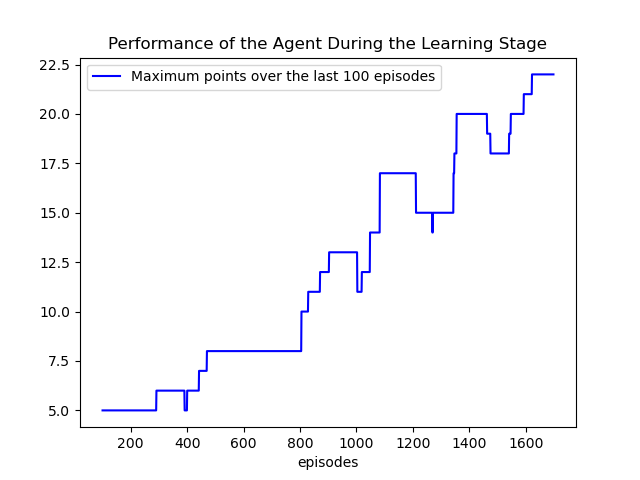 Performance of the Agent During the Learning Stage
Maximum points over the last 100 episodes
22.5
20.0
17.5
15.0
12.5
10.0
7.5
5.0
200 400 600 800 1000 1200 1400 1600
episodes